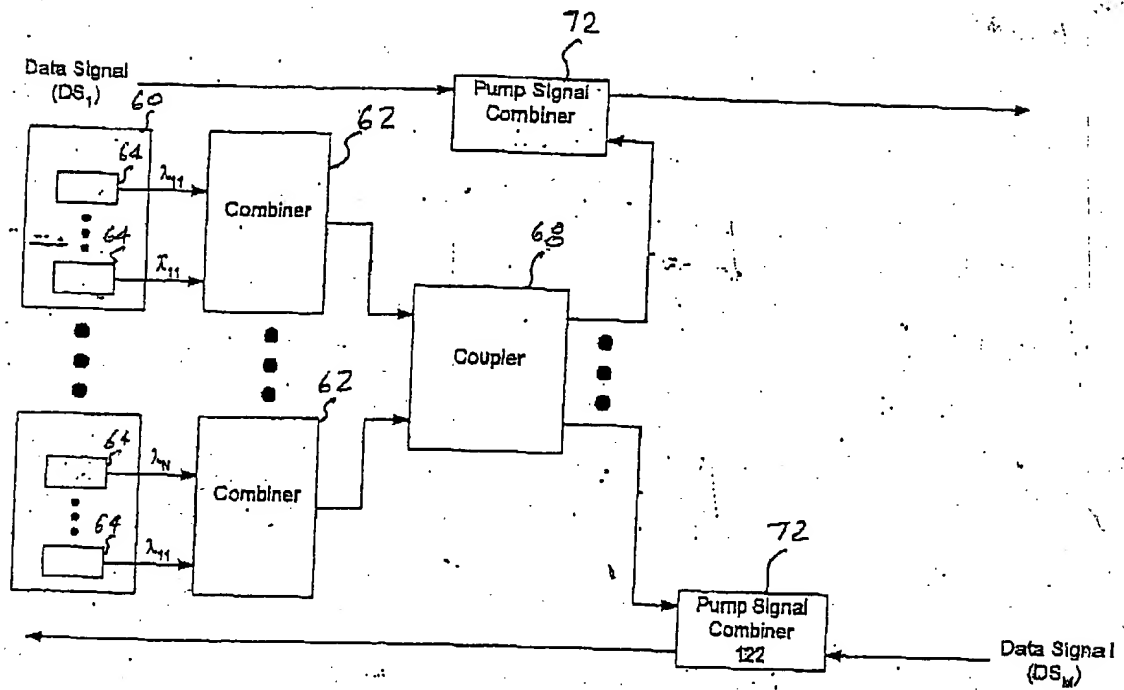 72
Data Signal
(DS₁)
60
Pump Signal
Combiner
62
64
λ₁₁
Combiner
64
λ₁₁
68
Coupler
62
64
λN
Combiner
64
λ₁₁
72
Pump Signal
Combiner
122
Data Signal
(DS_M)